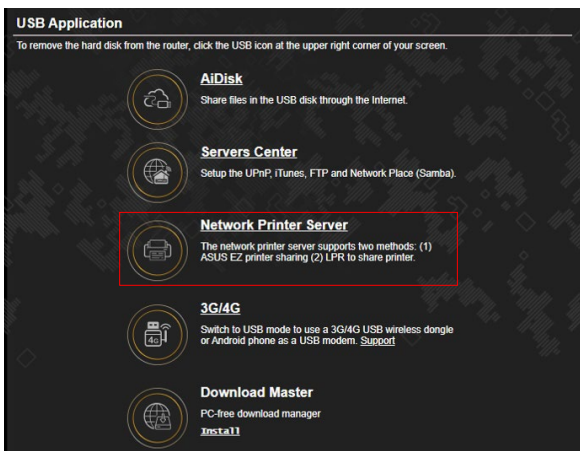 USB Application
To remove the hard disk from the router, click the USB icon at the upper right corner of your screen.
AiDisk
Share files in the USB disk through the Internet.
Servers Center
Setup the UPnP, iTunes, FTP and Network Place (Samba).
Network Printer Server
The network printer server supports two methods: (1)
ASUS EZ printer sharing (2) LPR to share printer.
3G/4G
4G
Switch to USB mode to use a 3G/4G USB wireless dongle
or Android phone as a USB modem. Support
Download Master
PC-free download manager
Install